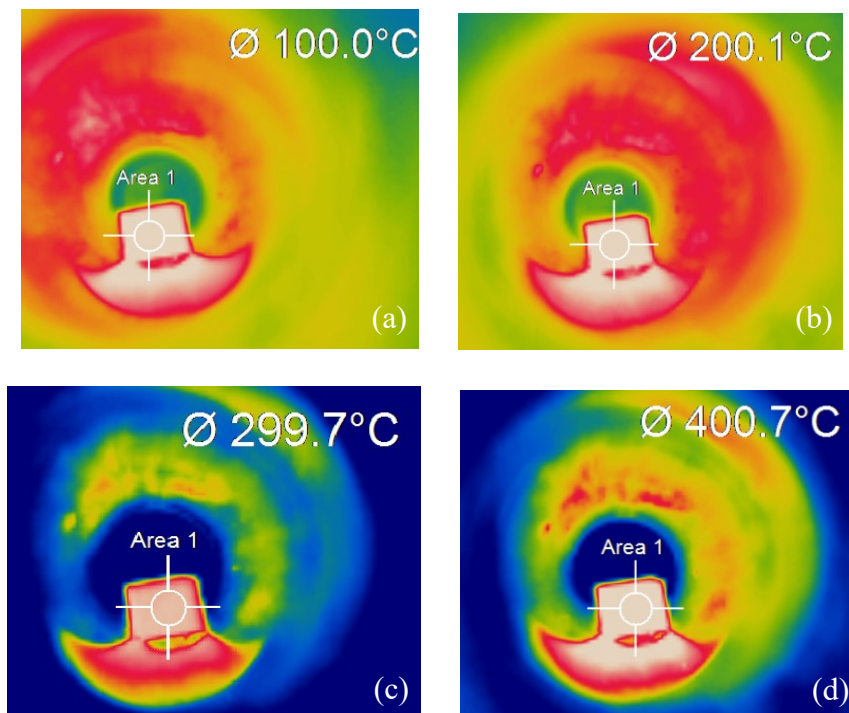 Ø 100.0°C
Area 1
(a)
Ø 200.1°C
Area 1
(b)
Ø 299.7°C
Area 1
(c)
Ø 400.7°C
Area 1
(d)